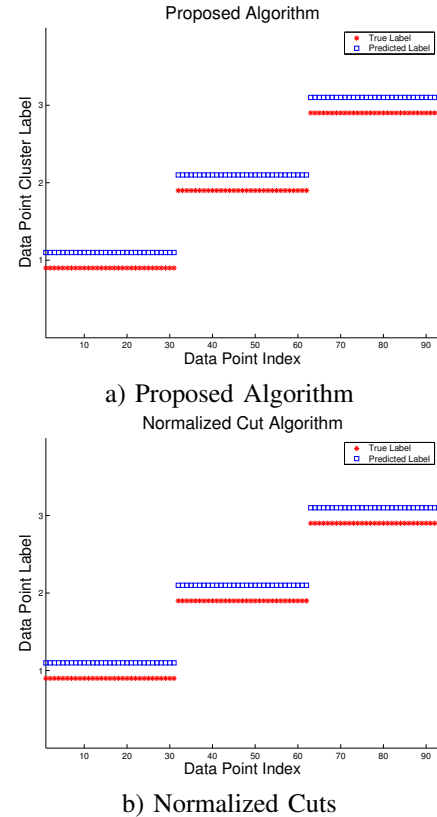 Proposed Algorithm
True Label
Predicted Label
Data Point Cluster Label
3
2
1
10 20 30 40 50 60 70 80 90
Data Point Index
a) Proposed Algorithm
Normalized Cut Algorithm
True Label
Predicted Label
Data Point Label
3
2
1
10 20 30 40 50 60 70 80 90
Data Point Index
b) Normalized Cuts